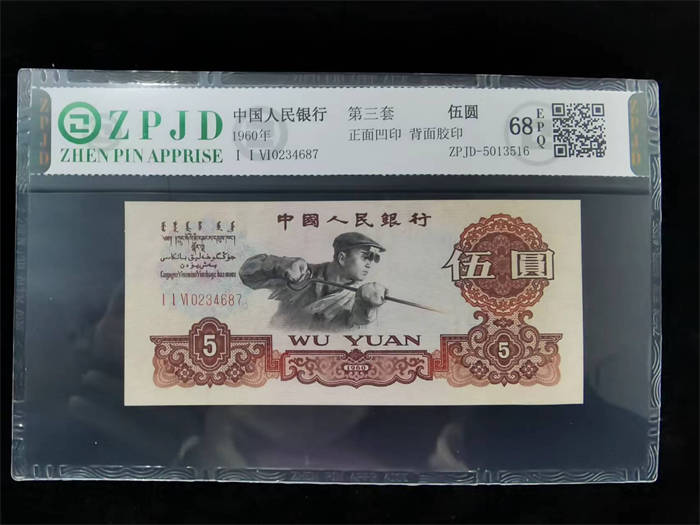 ZPJD
ZHEN PIN APPRISE
中国人民银行 第三套 伍圆
1960年 正面凹印 背面胶印
I I VI0234687 ZPJD-5013516
68 EPQ
中國人民銀行
I I VI0234687
伍圓
5
WU YUAN
5
1960